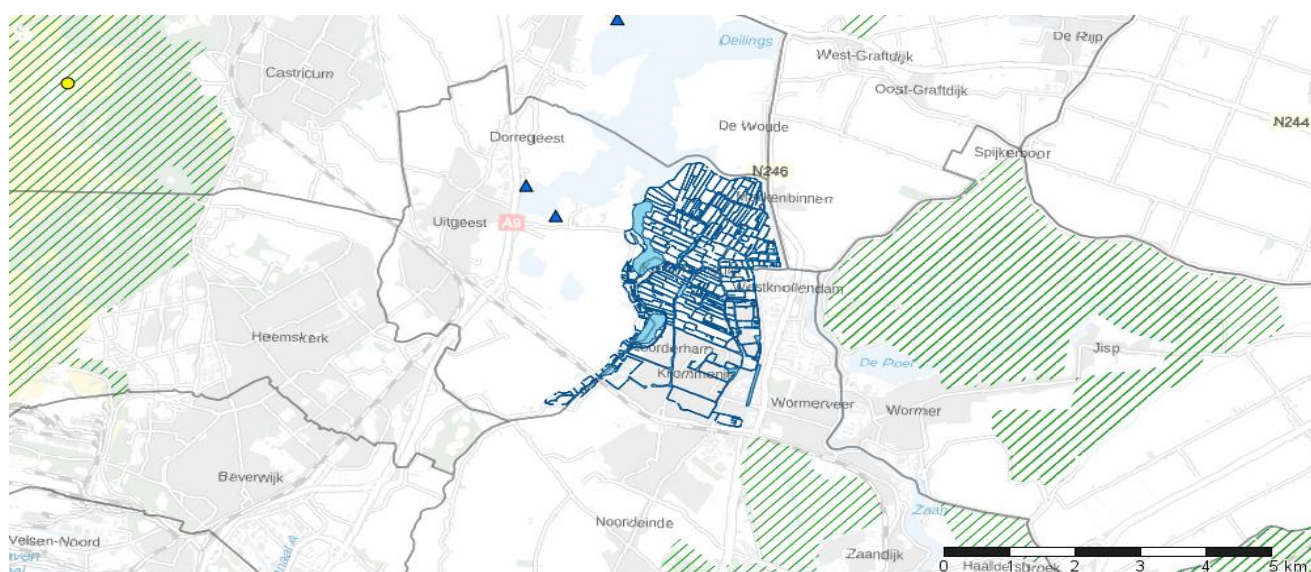 Deilings
De Rijp
West-Graftdijk
Castricum
Oost-Graftdijk
N244
De Woude
Dorregeest
Spijkerboor
N246
Uitgeest
A9
Westknollendam
Heemskerk
Jisp
De Poel
Wormerveer
Wormer
Beverwijk
Zaan
Noordeinde
Velsen-Noord
Zaandijk
0 1 2 3 4 5 km